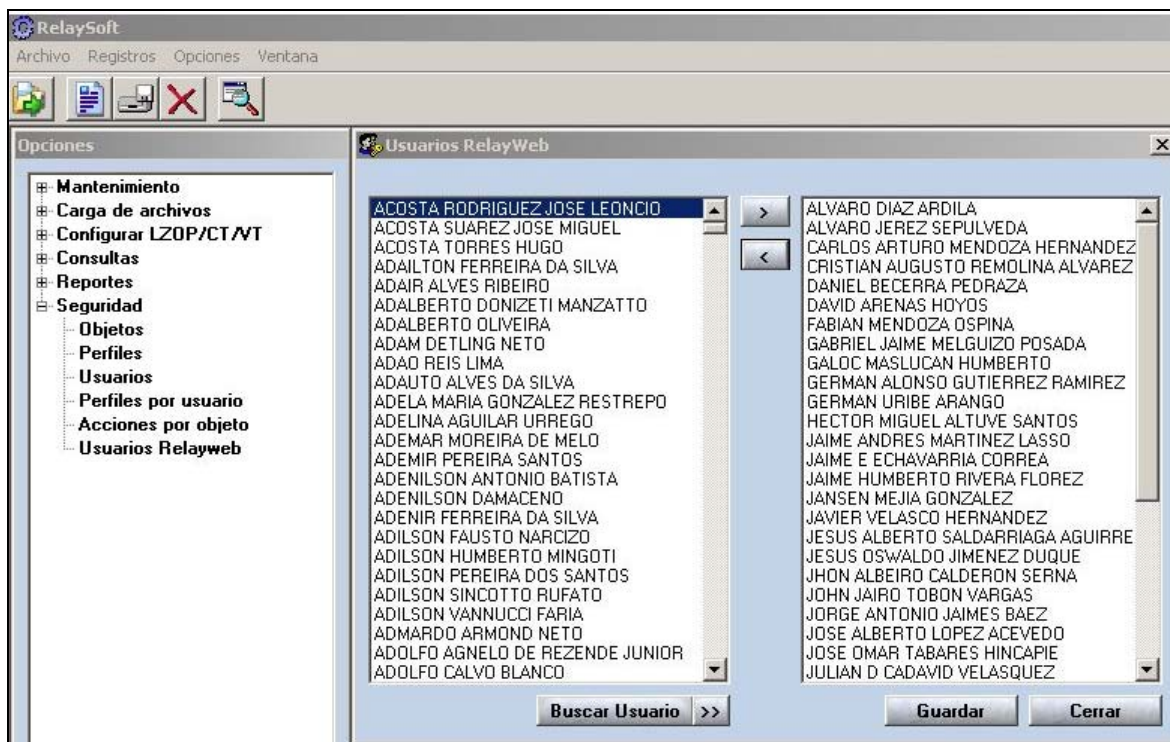 RelaySoft
Archivo Registros Opciones Ventana
Opciones
Mantenimiento
Carga de archivos
Configurar LZOP/CT/VT
Consultas
Reportes
Seguridad
Objetos
Perfiles
Usuarios
Perfiles por usuario
Acciones por objeto
Usuarios Relayweb
Usuarios RelayWeb
ACOSTA RODRIGUEZ JOSE LEONCIO
ACOSTA SUAREZ JOSE MIGUEL
ACOSTA TORRES HUGO
ADAILTON FERREIRA DA SILVA
ADAIR ALVES RIBEIRO
ADALBERTO DONIZETI MANZATTO
ADALBERTO OLIVEIRA
ADAM DETLING NETO
ADAO REIS LIMA
ADAUTO ALVES DA SILVA
ADELA MARIA GONZALEZ RESTREPO
ADELINA AGUILAR URREGO
ADEMAR MOREIRA DE MELO
ADEMIR PEREIRA SANTOS
ADENILSON ANTONIO BATISTA
ADENILSON DAMACENO
ADENIR FERREIRA DA SILVA
ADILSON FAUSTO NARCIZO
ADILSON HUMBERTO MINGOTI
ADILSON PEREIRA DOS SANTOS
ADILSON SINCOTTO RUFATO
ADILSON VANNUCCI FARIA
ADMARDO ARMOND NETO
ADOLFO AGNELO DE REZENDE JUNIOR
ADOLFO CALVO BLANCO
>
<
ALVARO DIAZ ARDILA
ALVARO JEREZ SEPULVEDA
CARLOS ARTURO MENDOZA HERNANDEZ
CRISTIAN AUGUSTO REMOLINA ALVAREZ
DANIEL BECERRA PEDRAZA
DAVID ARENAS HOYOS
FABIAN MENDOZA OSPINA
GABRIEL JAIME MELGUIZO POSADA
GALOC MASLUCAN HUMBERTO
GERMAN ALONSO GUTIERREZ RAMIREZ
GERMAN URIBE ARANGO
HECTOR MIGUEL ALTUVE SANTOS
JAIME ANDRES MARTINEZ LASSO
JAIME E ECHAVARRIA CORREA
JAIME HUMBERTO RIVERA FLOREZ
JANSEN MEJIA GONZALEZ
JAVIER VELASCO HERNANDEZ
JESUS ALBERTO SALDARRIAGA AGUIRRE
JESUS OSWALDO JIMENEZ DUQUE
JHON ALBEIRO CALDERON SERNA
JOHN JAIRO TOBON VARGAS
JORGE ANTONIO JAIMES BAEZ
JOSE ALBERTO LOPEZ ACEVEDO
JOSE OMAR TABARES HINCAPIE
JULIAN D CADAVID VELASQUEZ
Buscar Usuario >>
Guardar
Cerrar